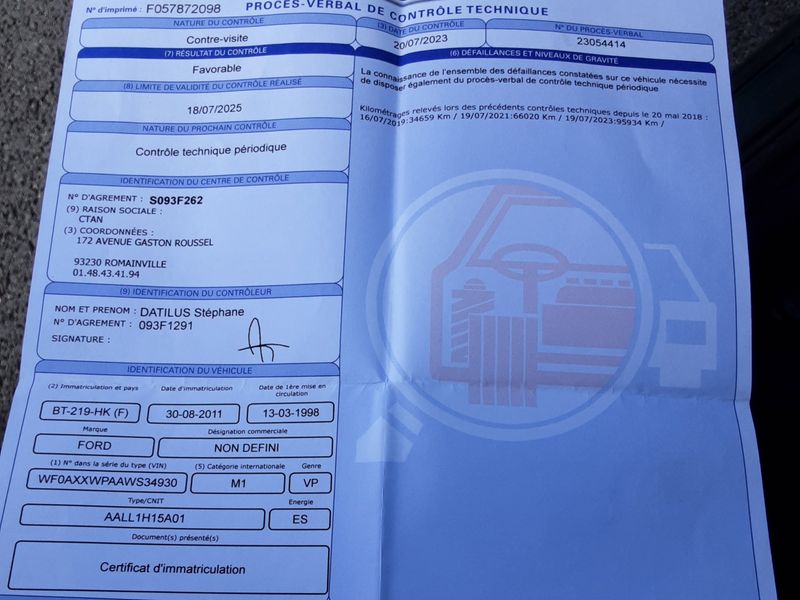 N° d'imprimé : F057872098
PROCÈS-VERBAL DE CONTRÔLE TECHNIQUE
NATURE DU CONTRÔLE
Contre-visite
(3) DATE DU CONTRÔLE
20/07/2023
N° DU PROCÈS-VERBAL
23054414
(7) RÉSULTAT DU CONTRÔLE
Favorable
(8) LIMITE DE VALIDITÉ DU CONTRÔLE RÉALISÉ
18/07/2025
NATURE DU PROCHAIN CONTRÔLE
Contrôle technique périodique
(6) DÉFAILLANCES ET NIVEAUX DE GRAVITÉ
La connaissance de l'ensemble des défaillances constatées sur ce véhicule nécessite
de disposer également du procès-verbal de contrôle technique périodique
Kilométrages relevés lors des précédents contrôles techniques depuis le 20 mai 2018 :
16/07/2019:34659 Km / 19/07/2021:66020 Km / 19/07/2023:95934 Km /
IDENTIFICATION DU CENTRE DE CONTRÔLE
N° D'AGREMENT : S093F262
(9) RAISON SOCIALE :
CTAN
(3) COORDONNÉES :
172 AVENUE GASTON ROUSSEL
93230 ROMAINVILLE
01.48.43.41.94
(9) IDENTIFICATION DU CONTRÔLEUR
NOM ET PRENOM : DATILUS Stéphane
N° D'AGREMENT : 093F1291
SIGNATURE :
IDENTIFICATION DU VÉHICULE
(2) Immatriculation et pays
Date d'immatriculation
Date de 1ère mise en
circulation
BT-219-HK (F)
30-08-2011
13-03-1998
Marque
Désignation commerciale
FORD
NON DEFINI
(1) N° dans la série du type (VIN)
(5) Catégorie internationale
Genre
WF0AXXWPAAWS34930
M1
VP
Type/CNIT
Energie
AALL1H15A01
ES
Document(s) présenté(s)
Certificat d'immatriculation